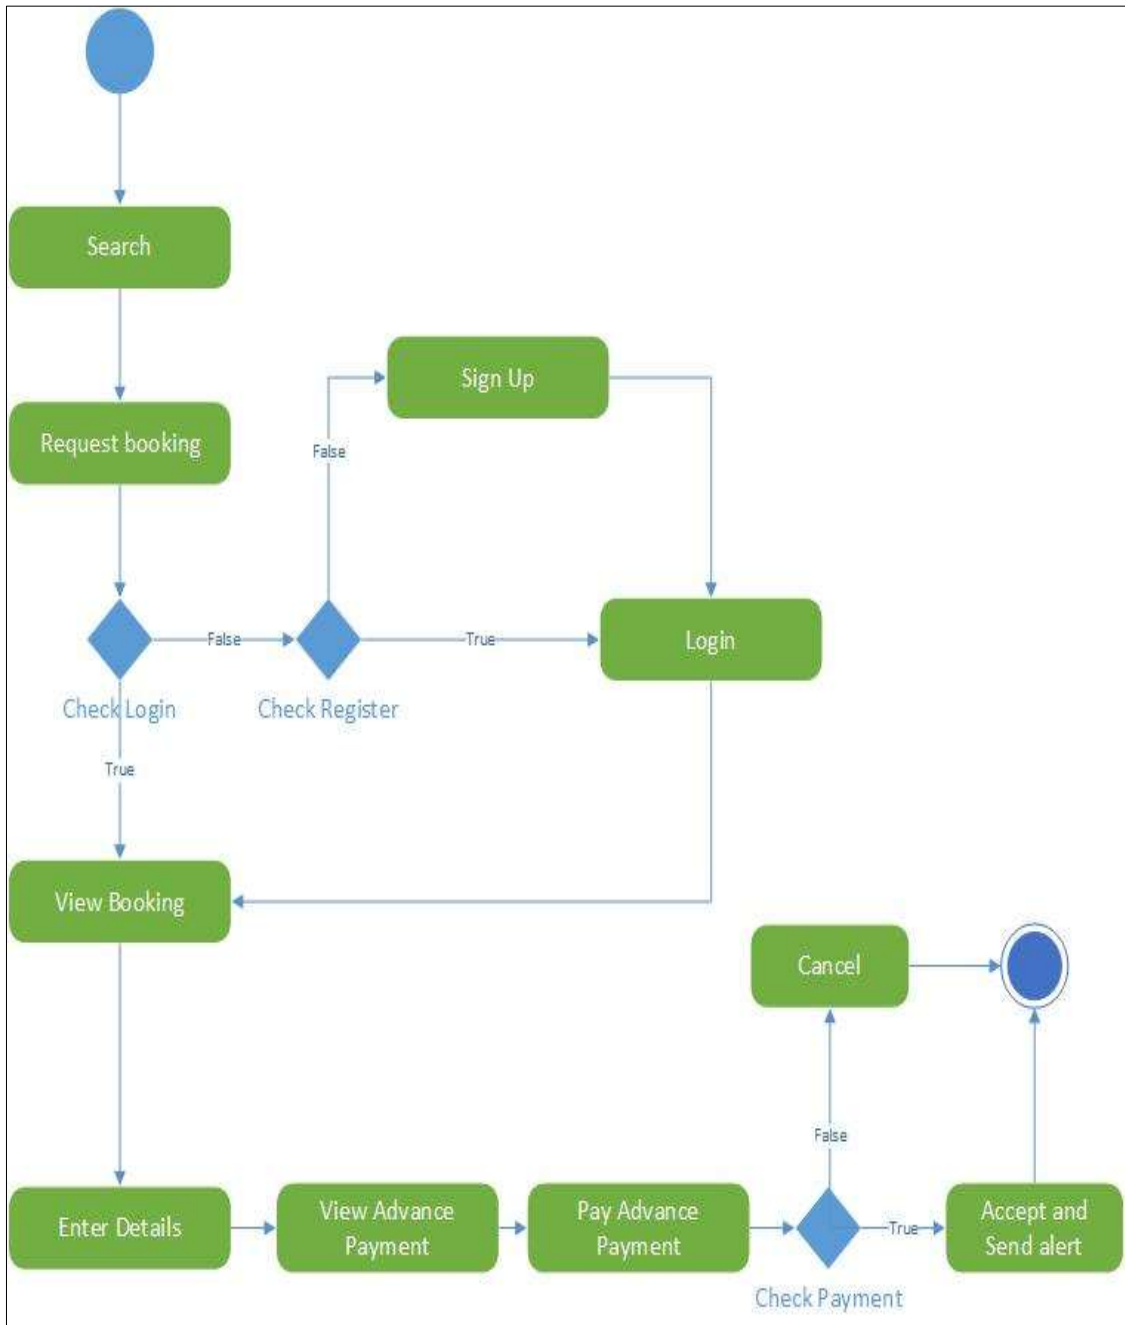 Search
Sign Up
Request booking
False
False
True
Login
Check Login
Check Register
True
View Booking
Cancel
False
Enter Details
View Advance
Payment
Pay Advance
Payment
True
Accept and
Send alert
Check Payment